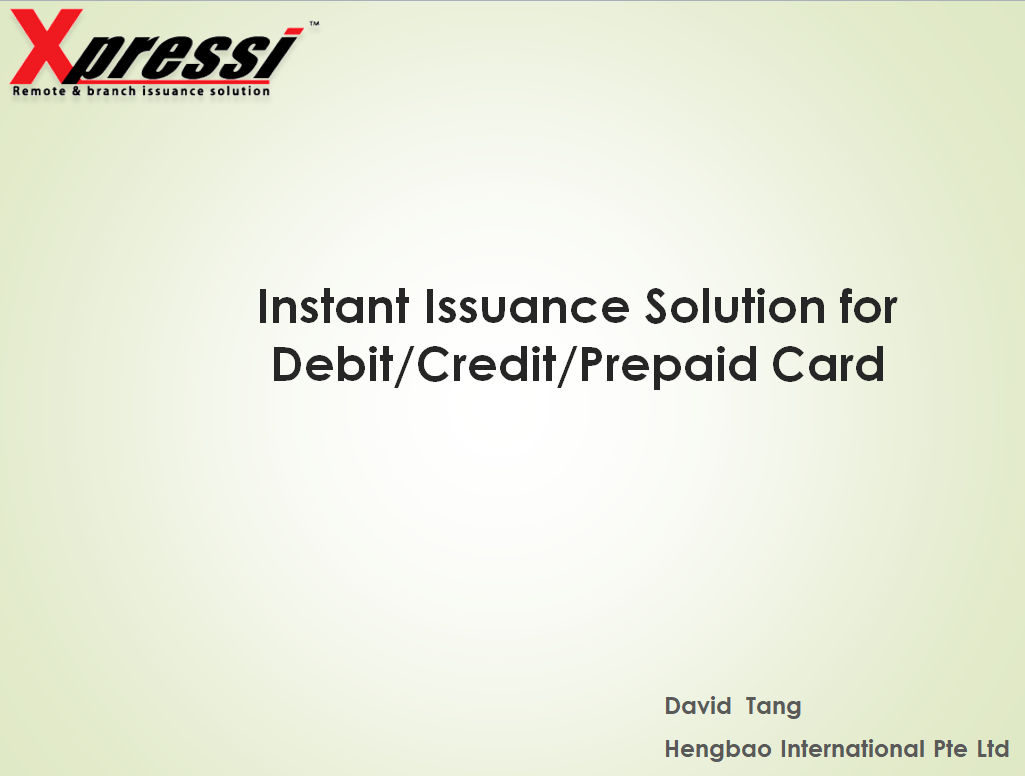 Xpressi™
Remote & branch issuance solution
Instant Issuance Solution for
Debit/Credit/Prepaid Card
David Tang
Hengbao International Pte Ltd